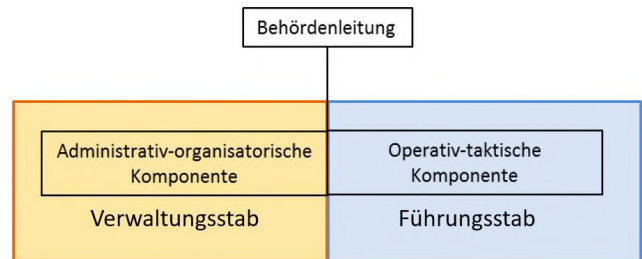 Behördenleitung
Administrativ-organisatorische
Komponente
Operativ-taktische
Komponente
Verwaltungsstab
Führungsstab